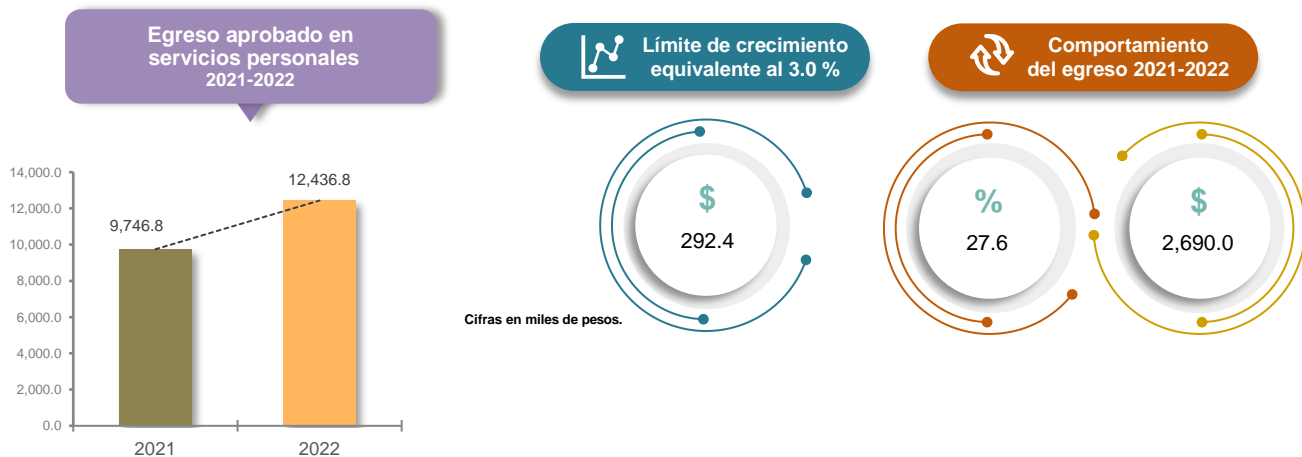 Egreso aprobado en
servicios personales
2021-2022
Límite de crecimiento
equivalente al 3.0 %
Comportamiento
del egreso 2021-2022
14,000.0
12,000.0
10,000.0
8,000.0
6,000.0
4,000.0
2,000.0
0.0
9,746.8
12,436.8
2021
2022
$
292.4
Cifras en miles de pesos.
%
27.6
$
2,690.0